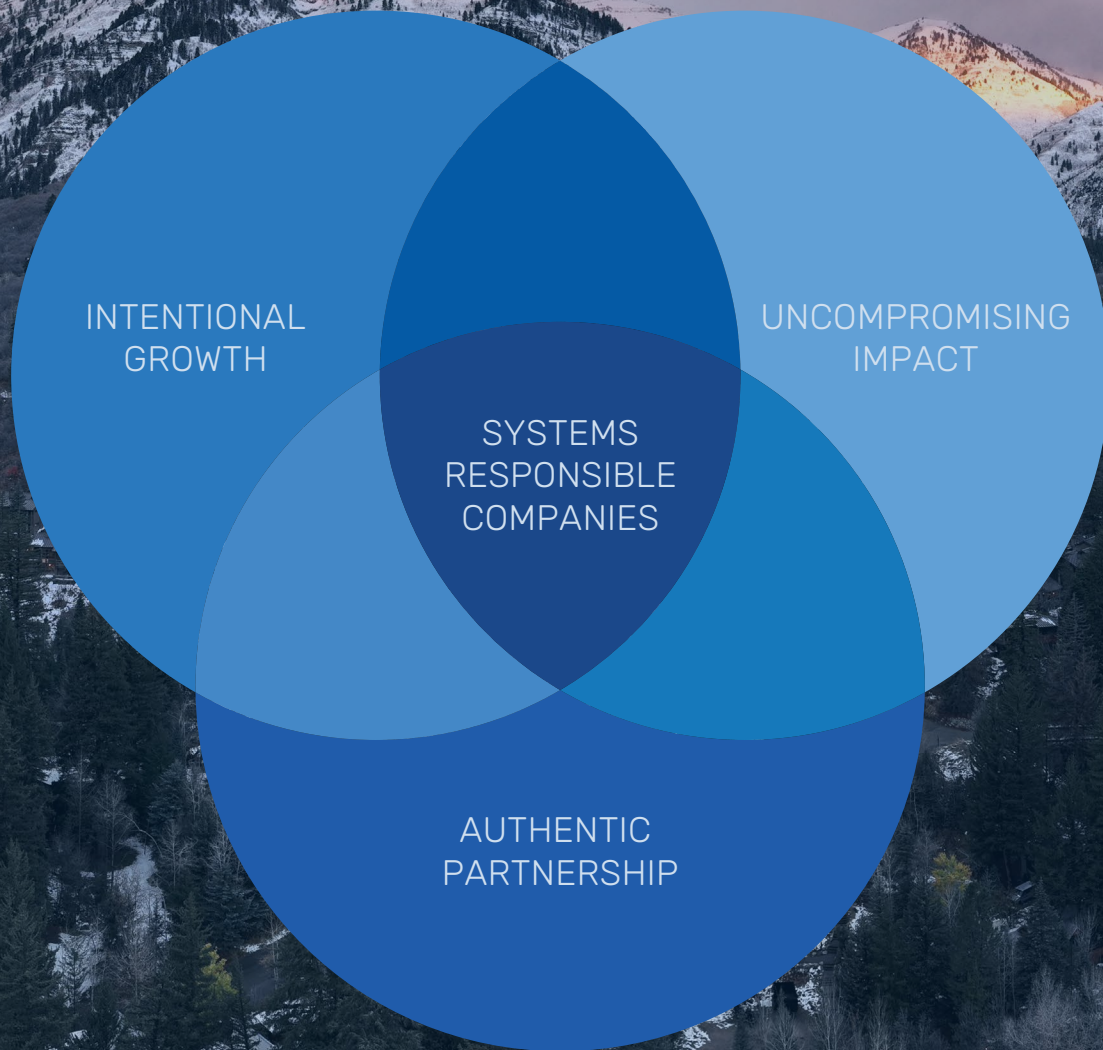 INTENTIONAL
GROWTH
UNCOMPROMISING
IMPACT
SYSTEMS
RESPONSIBLE
COMPANIES
AUTHENTIC
PARTNERSHIP